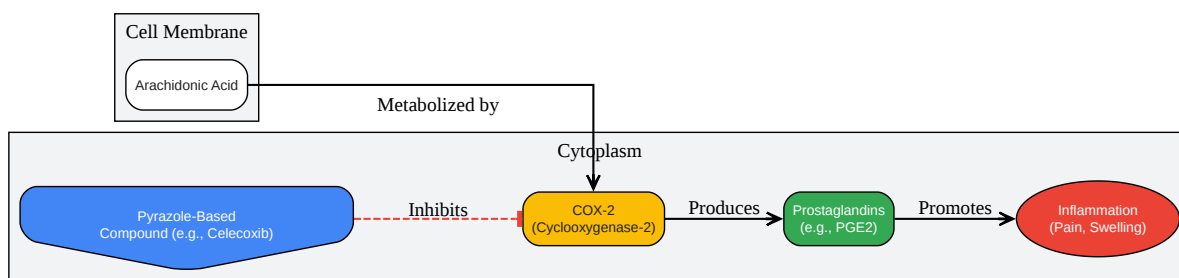 Cell Membrane
Arachidonic Acid
Metabolized by
Cytoplasm
Pyrazole-Based
Compound (e.g., Celecoxib)
Inhibits
COX-2
(Cyclooxygenase-2)
Produces
Prostaglandins
(e.g., PGE2)
Promotes
Inflammation
(Pain, Swelling)